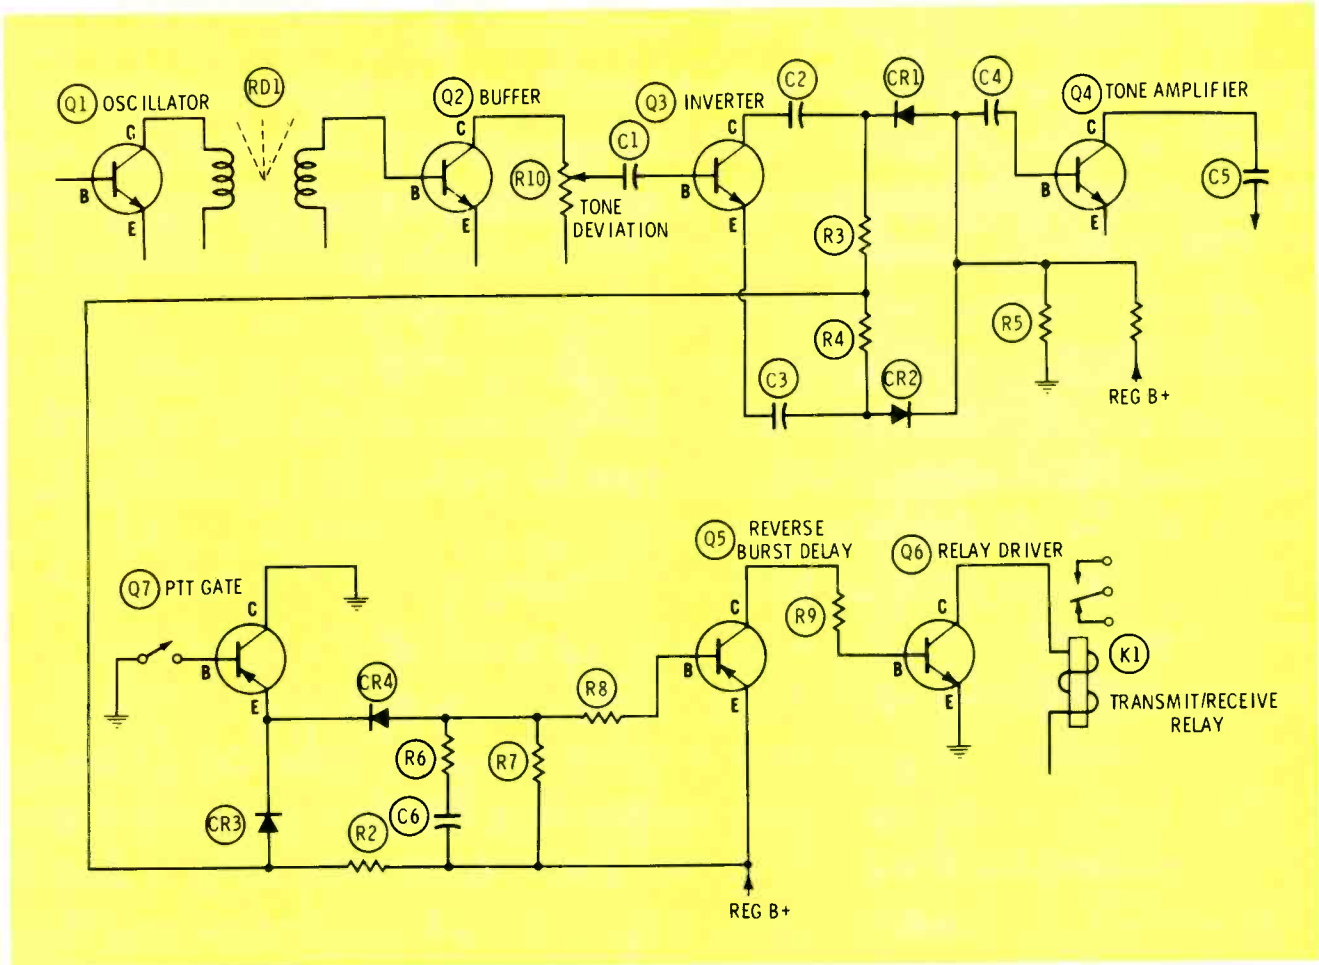 Q1 OSCILLATOR
RD1
Q2 BUFFER
Q3 INVERTER
C2
CR1
C4
Q4 TONE AMPLIFIER
C
B
E
C
B
E
R10
TONE
DEVIATION
C1
C
B
E
C
B
E
C5
R3
R4
R5
C3
CR2
REG B+
Q7 PTT GATE
C
B
E
CR4
R6
R7
R8
CR3
R2
C6
Q5 REVERSE
BURST DELAY
C
B
E
R9
Q6 RELAY DRIVER
C
B
E
K1
TRANSMIT/RECEIVE
RELAY
REG B+